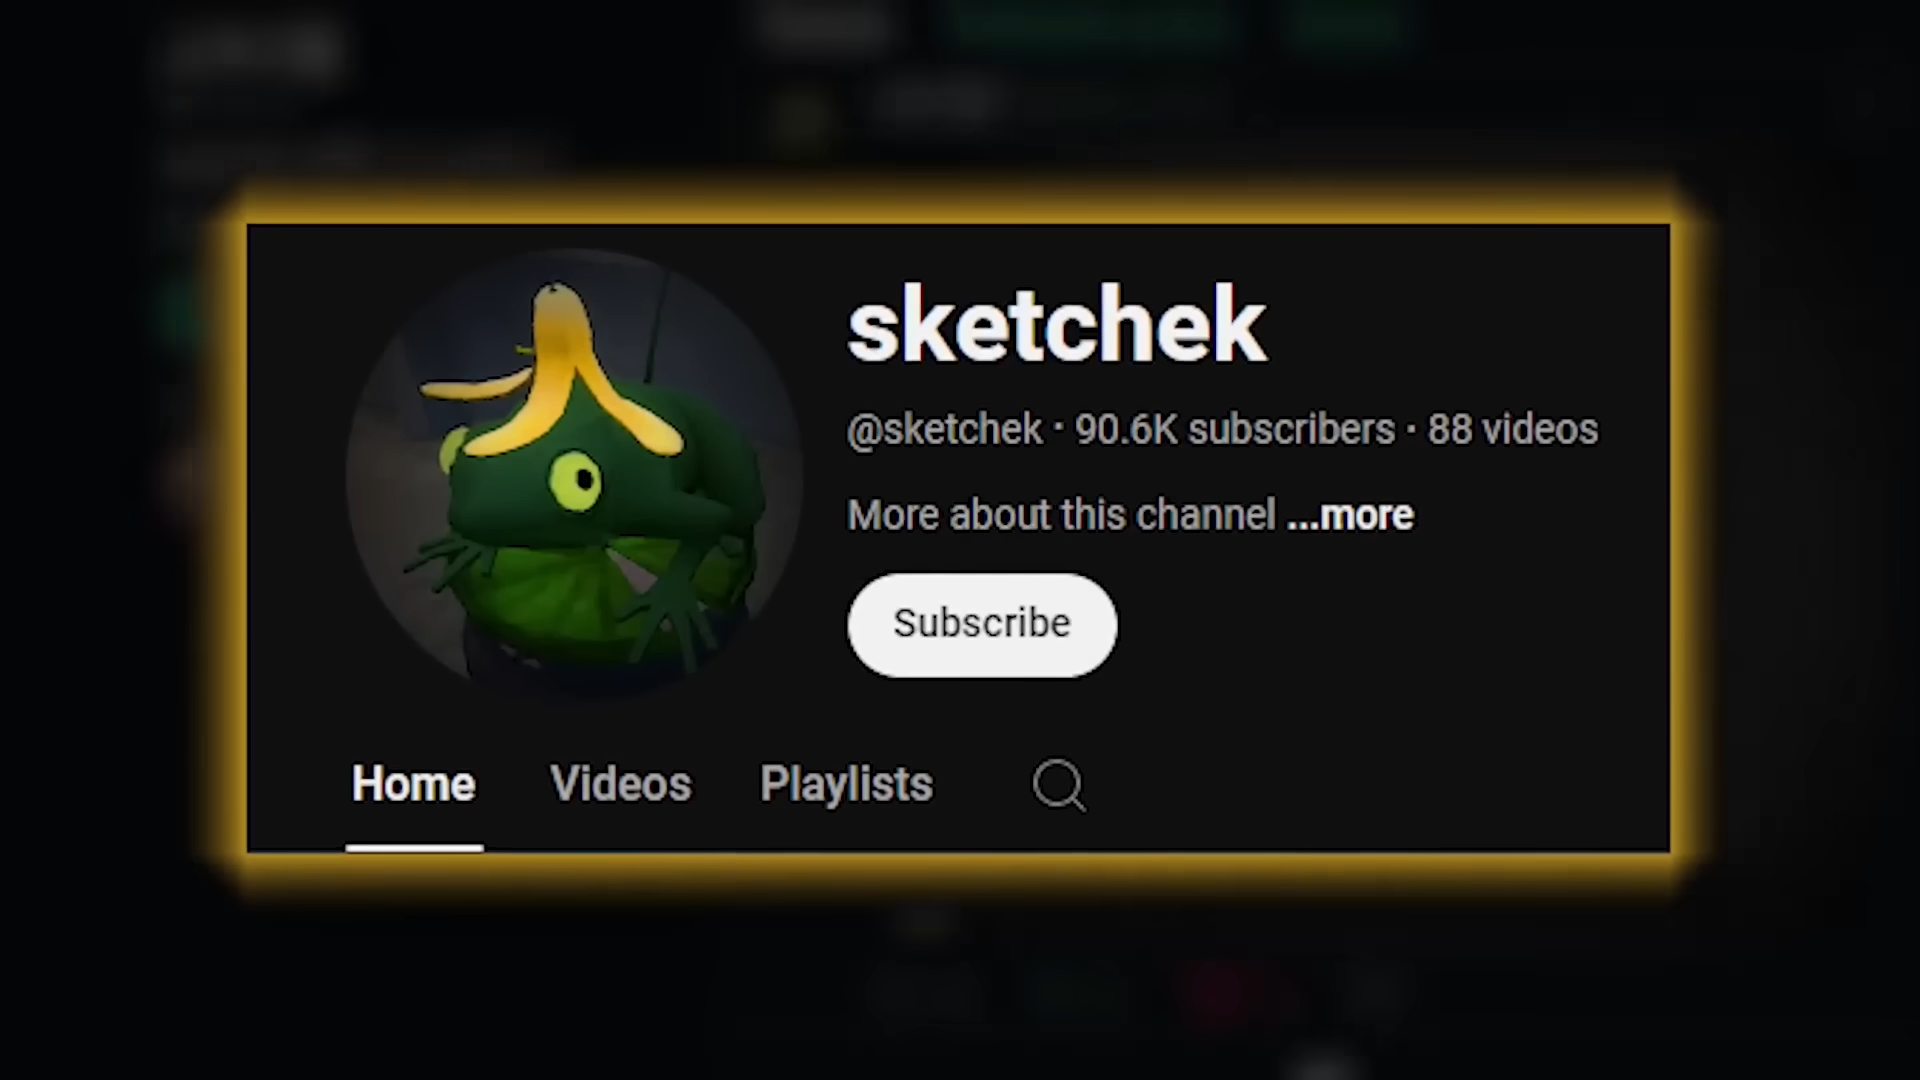 sketchek
@sketchek · 90.6K subscribers · 88 videos
More about this channel ...more
Subscribe
Home Videos Playlists